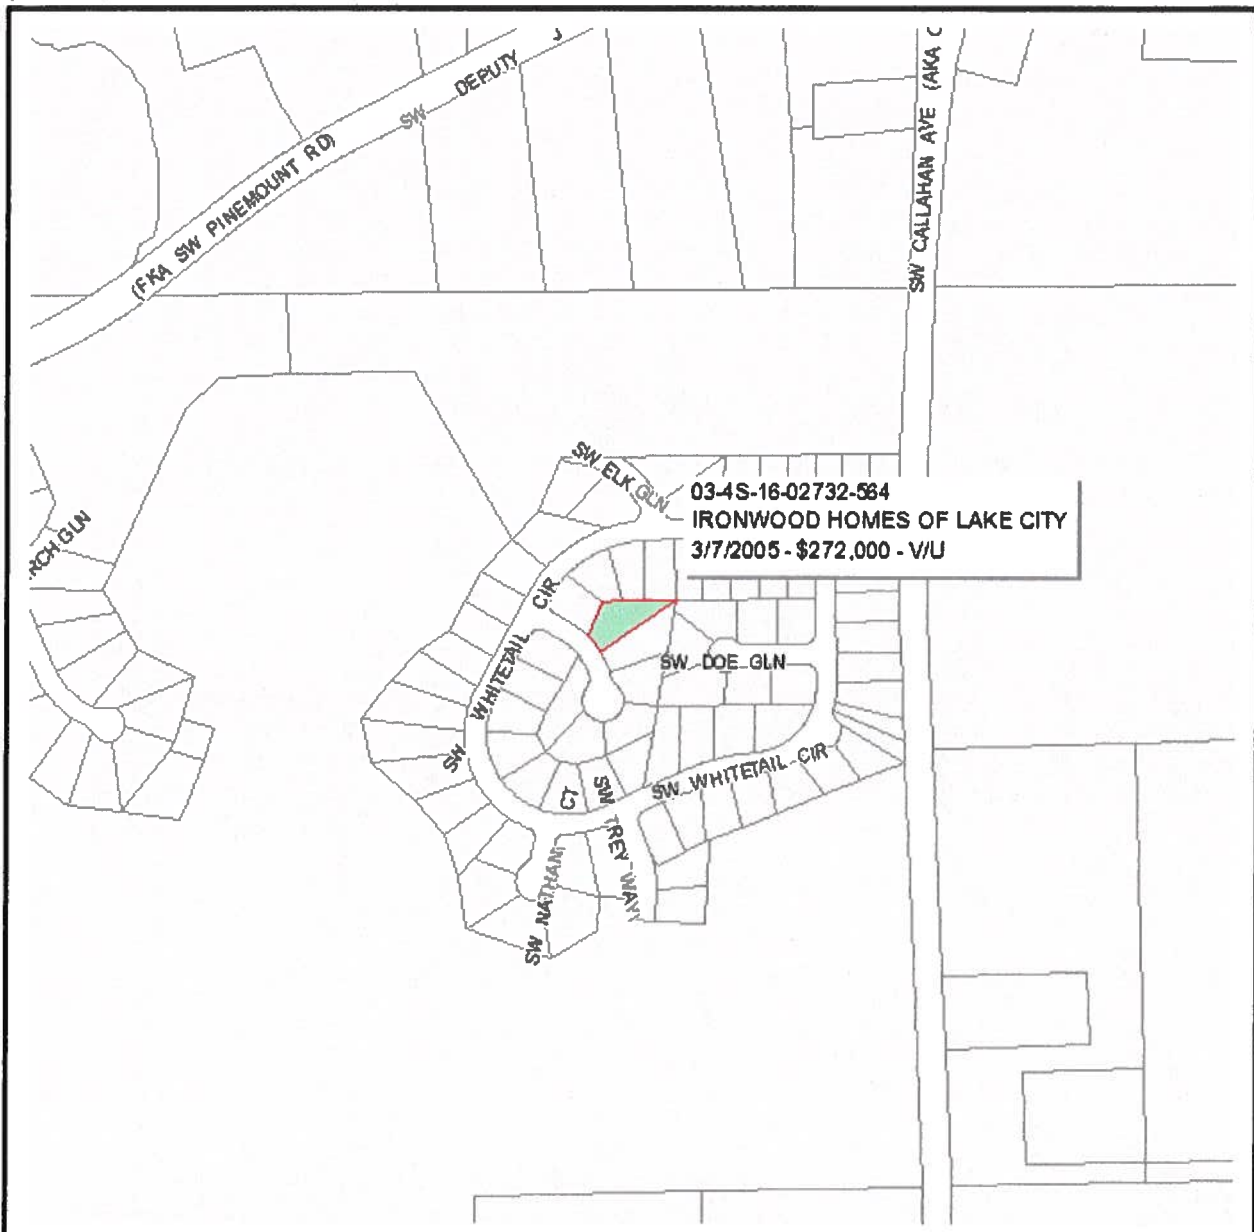 SW DEPUTY J
(FKA SW PINEMOUNT RD)
SW CALLAHAN AVE (AKA C
SW ELK GLN
03-4S-16-02732-564
IRONWOOD HOMES OF LAKE CITY
3/7/2005 - $272,000 - V/U
RCH GLN
SW WHITETAIL CIR
SW DOE GLN
SW WHITETAIL CIR
SW TREY WAY
SW NATHAN CT